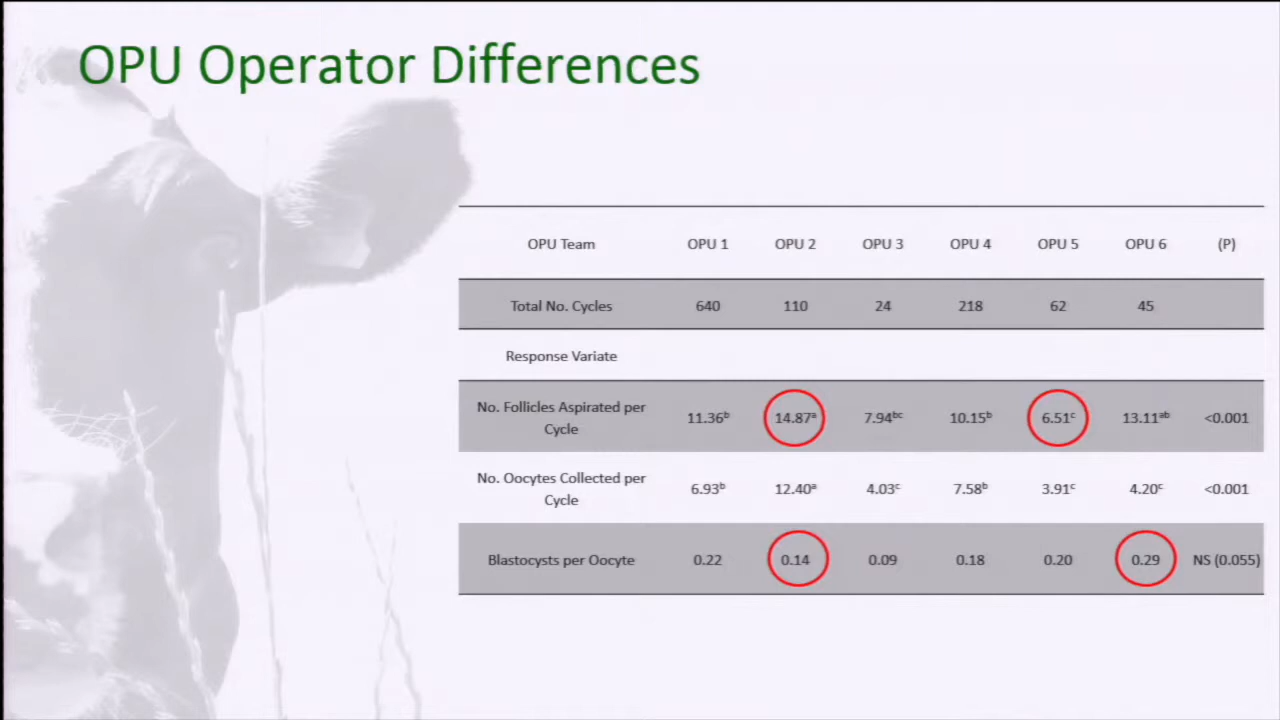 OPU Operator Differences
OPU Team OPU 1 OPU 2 OPU 3 OPU 4 OPU 5 OPU 6 (P)
Total No. Cycles 640 110 24 218 62 45
Response Variate
No. Follicles Aspirated per Cycle 11.36ᵇ 14.87ᵃ 7.94ᵇᶜ 10.15ᵇ 6.51ᶜ 13.11ᵃᵇ <0.001
No. Oocytes Collected per Cycle 6.93ᵇ 12.40ᵃ 4.03ᶜ 7.58ᵇ 3.91ᶜ 4.20ᶜ <0.001
Blastocysts per Oocyte 0.22 0.14 0.09 0.18 0.20 0.29 NS (0.055)